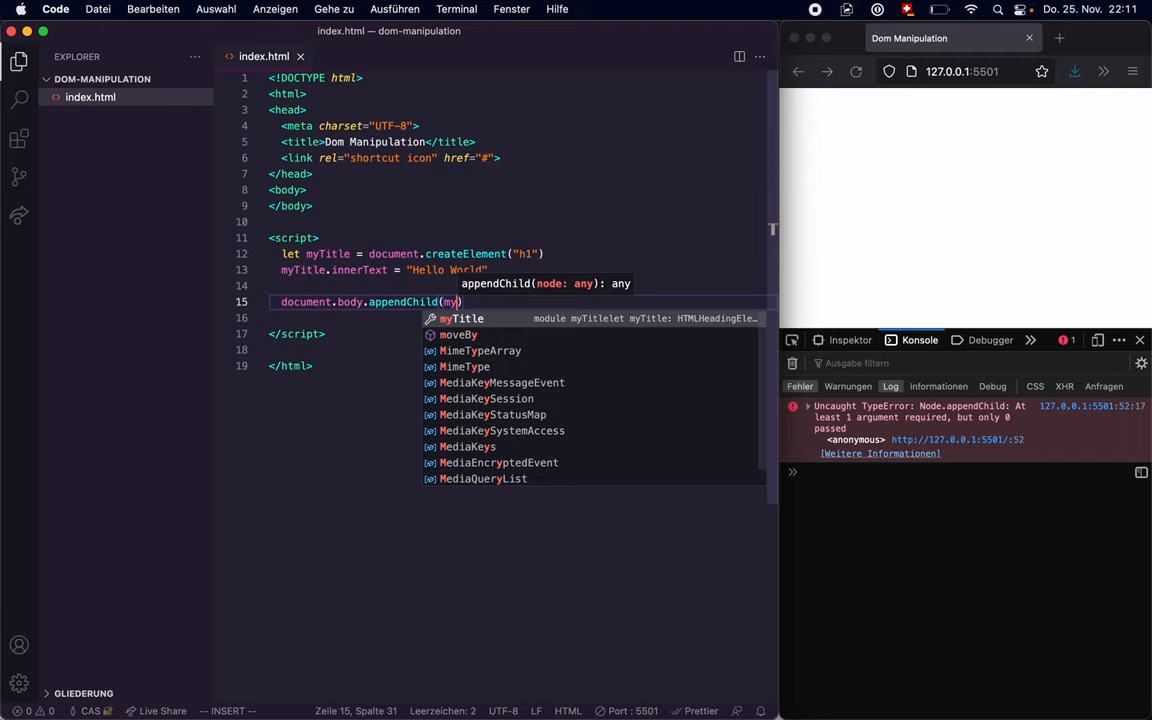 Code Datei Bearbeiten Auswahl Anzeigen Gehe zu Ausführen Terminal Fenster Hilfe Do. 25. Nov. 22:11
index.html — dom-manipulation
EXPLORER
DOM-MANIPULATION
index.html
index.html
1 <!DOCTYPE html>
2 <html>
3 <head>
4 <meta charset="UTF-8">
5 <title>Dom Manipulation</title>
6 <link rel="shortcut icon" href="#">
7 </head>
8 <body>
9 </body>
10
11 <script>
12 let myTitle = document.createElement("h1")
13 myTitle.innerText = "Hello World"
14
appendChild(node: any): any
15 document.body.appendChild(my)
16
17 </script>
18
19 </html>
myTitle module myTitlelet myTitle: HTMLHeadingEle…
moveBy
MimeTypeArray
MimeType
MediaKeyMessageEvent
MediaKeySession
MediaKeyStatusMap
MediaKeySystemAccess
MediaKeys
MediaEncryptedEvent
MediaQueryList
GLIEDERUNG
0 0 CAS Live Share -- INSERT -- Zeile 15, Spalte 31 Leerzeichen: 2 UTF-8 LF HTML Port : 5501 Prettier
Dom Manipulation
127.0.0.1:5501
Inspektor Konsole Debugger 1
Ausgabe filtern
Fehler Warnungen Log Informationen Debug CSS XHR Anfragen
Uncaught TypeError: Node.appendChild: At 127.0.0.1:5501:52:17
least 1 argument required, but only 0
passed
<anonymous> http://127.0.0.1:5501/:52
[Weitere Informationen]